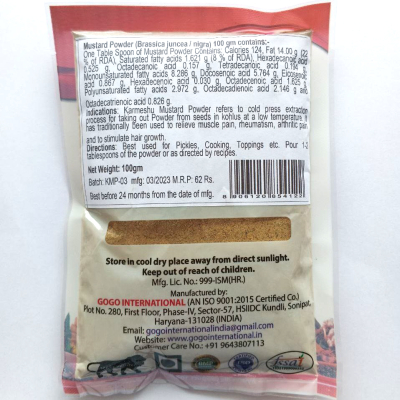 Mustard Powder (Brassica juncea / nigra) 100 gm contains:-
One Table Spoon of Mustard Powder Contains: Calories 124, Fat 14.00 g (22
% of RDA), Saturated fatty acids 1.621 g (8 % RDA), Hexadecanoic acid
0.525 g, Octadecanoic acid 0.157 g, Tetradecanoic acid 0.194 g,
Monounsaturated fatty acids 8.286 g, Docosenoic acid 5.764 g, Eicosenoic
acid 0.867 g, Hexadecenoic acid 0.030 g, Octadecenoic acid 1.625 g,
Polyunsaturated fatty acids 2.972 g, Octadecadienoic acid 2.146 g and
Octadecatrienoic acid 0.826 g.
Indications: Karmeshu Mustard Powder refers to cold press extraction
process for taking out Powder from seeds in kohlus at a low temperature. It
has traditionally been used to relieve muscle pain, rheumatism, arthritic pain
and to stimulate hair growth.
Directions: Best used for Pickles, Cooking, Toppings etc. Pour 1-2
tablespoons of the powder or as directed by recipes.
Net Weight: 100gm
Batch: KMP-03 mfg: 03/2023 M.R.P: 62 Rs.
Best before 24 months from the date of mfg.
8 906120 654122
Store in cool dry place away from direct sunlight.
Keep out of reach of children.
Mfg. Lic. No.: 999-ISM(HR.)
Manufactured by:
GOGO INTERNATIONAL (AN ISO 9001:2015 Certified Co.)
Plot No. 280, First Floor, Phase-IV, Sector-57, HSIIDC Kundli, Sonipat,
Haryana-131028 (INDIA)
Email: gogointernationalindia@gmail.com
Website: www.gogointernational.in
Customer Care No.: +91 9643807113